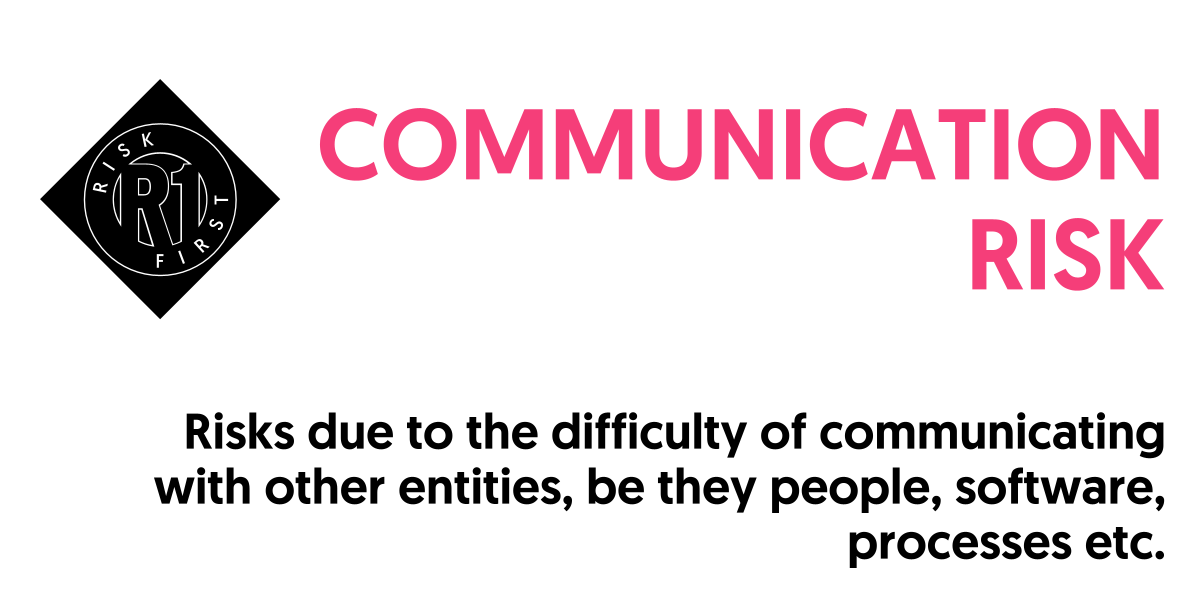 RISK
FIRST
R1
COMMUNICATION
RISK
Risks due to the difficulty of communicating
with other entities, be they people, software,
processes etc.